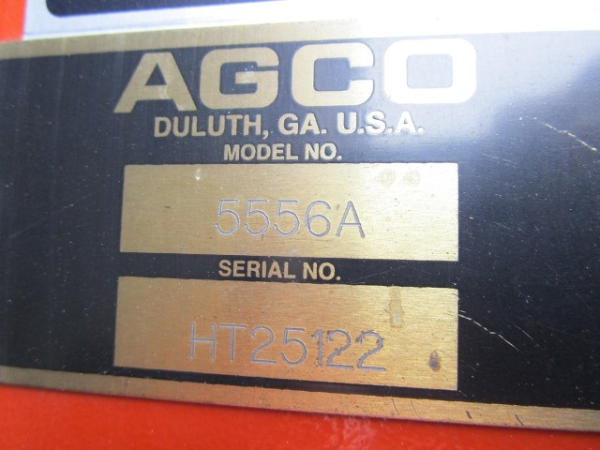 AGCO
DULUTH, GA. U.S.A.
MODEL NO.
5556A
SERIAL NO.
HT25122